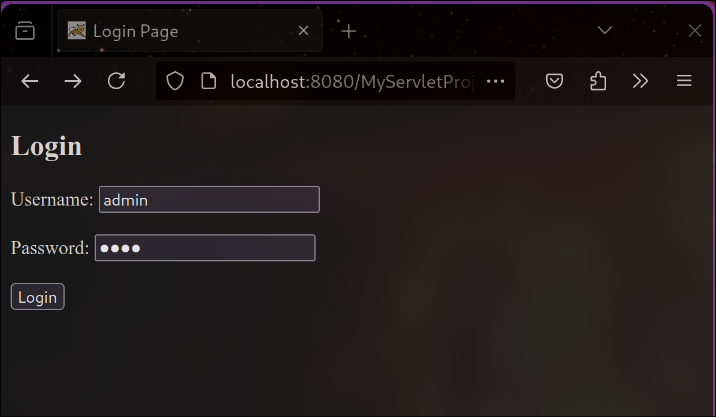 Login Page
localhost:8080/MyServletProj
Login
Username: admin
Password: ••••
Login